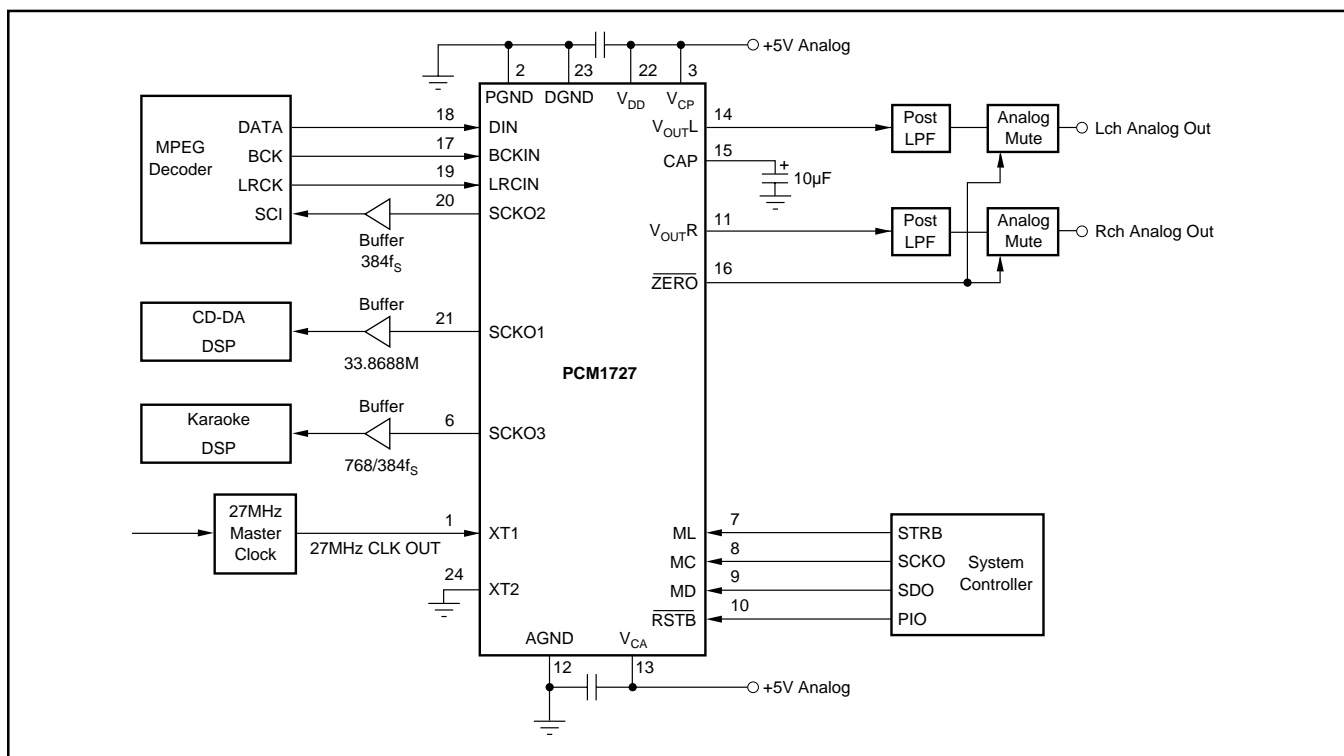 +5V Analog
2
23
22
3
PGND
DGND
VDD
VCP
MPEG
Decoder
DATA
BCK
LRCK
SCI
18
17
19
20
DIN
BCKIN
LRCIN
SCKO2
Buffer
384fS
VOUTL
CAP
VOUTR
ZERO
14
15
11
16
+
10µF
Post
LPF
Analog
Mute
Lch Analog Out
Post
LPF
Analog
Mute
Rch Analog Out
CD-DA
DSP
Buffer
33.8688M
21
SCKO1
PCM1727
Karaoke
DSP
Buffer
768/384fS
6
SCKO3
27MHz
Master
Clock
27MHz CLK OUT
1
XT1
24
XT2
ML
MC
MD
RSTB
7
8
9
10
STRB
SCKO
SDO
PIO
System
Controller
AGND
VCA
12
13
+5V Analog